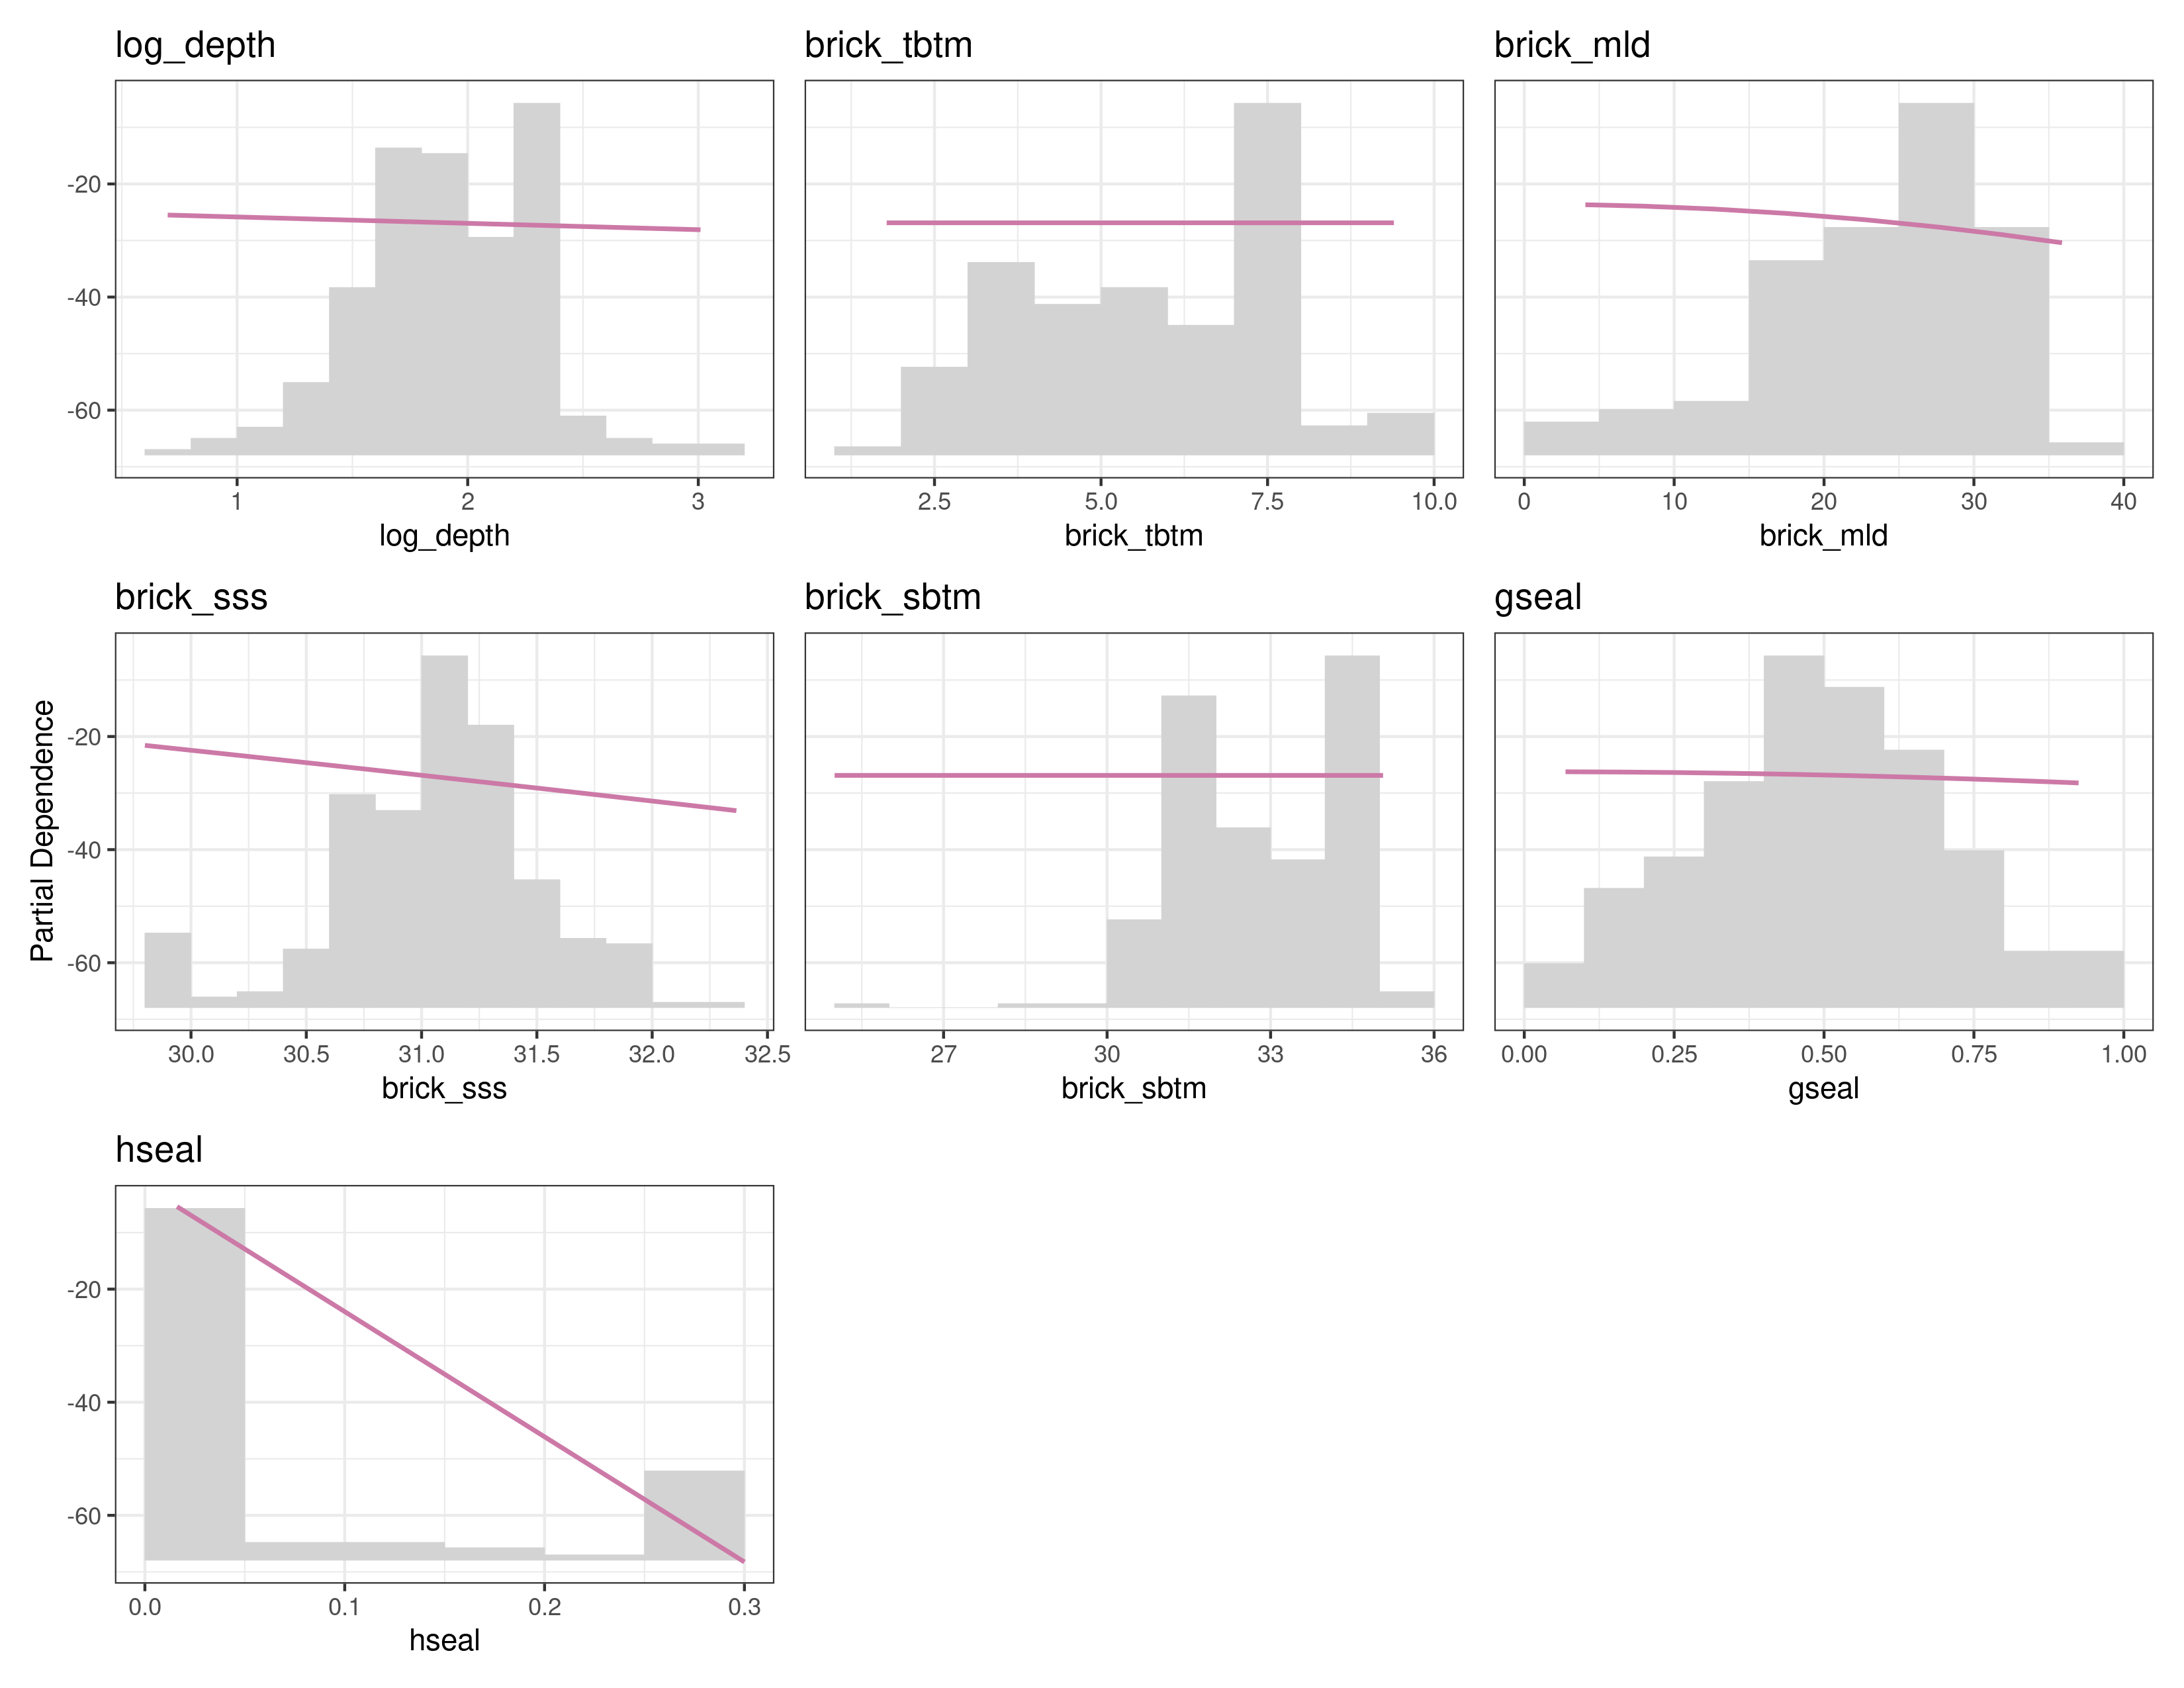 log_depth brick_tbtm brick_mld
-20
-40
-60
1 2 3 2.5 5.0 7.5 10.0 0 10 20 30 40
log_depth brick_tbtm brick_mld
brick_sss brick_sbtm gseal
Partial Dependence
-20
-40
-60
30.0 30.5 31.0 31.5 32.0 32.5 27 30 33 36 0.00 0.25 0.50 0.75 1.00
brick_sss brick_sbtm gseal
hseal
-20
-40
-60
0.0 0.1 0.2 0.3
hseal